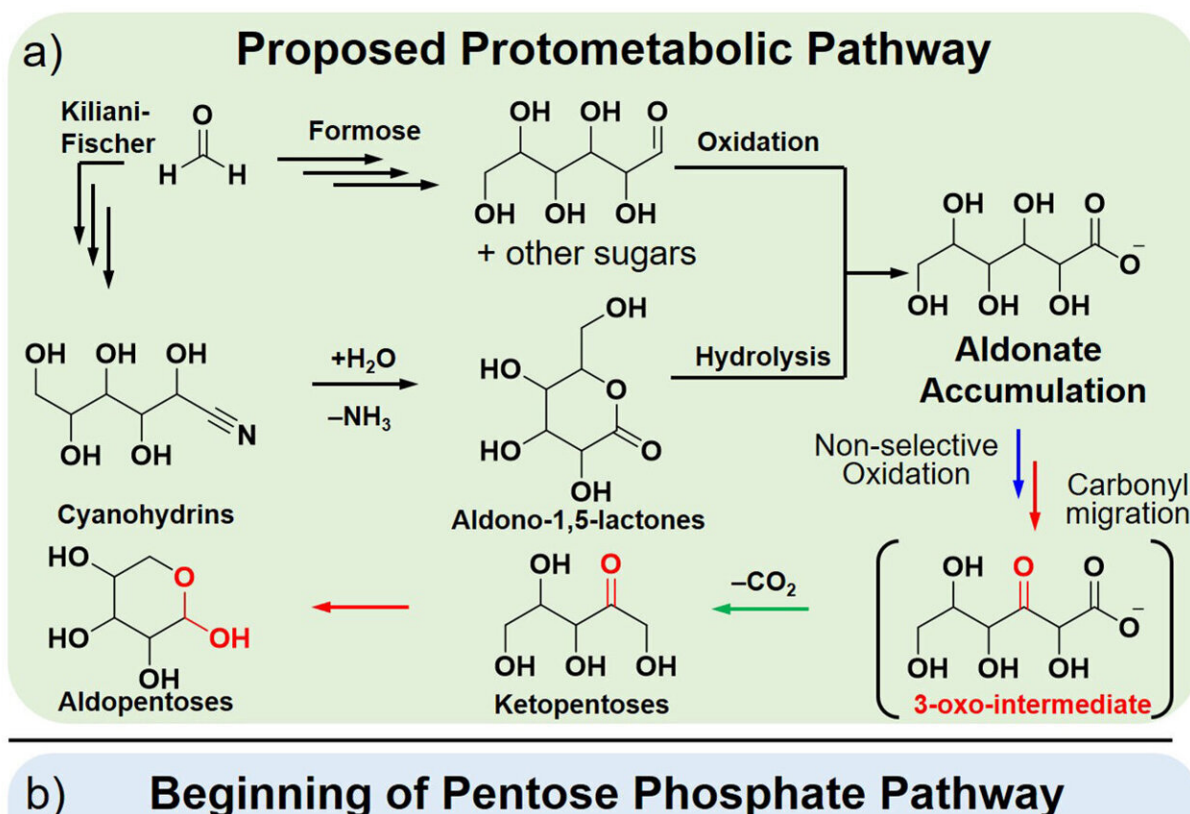 a) Proposed Protometabolic Pathway
Kiliani-
Fischer
O
H H
Formose
OH OH O
OH OH OH
+ other sugars
Oxidation
OH OH O
O−
OH OH OH
Aldonate
Accumulation
OH OH OH
N
OH OH
Cyanohydrins
+H2O
–NH3
OH
HO
O
HO
O
OH
Aldono-1,5-lactones
Hydrolysis
Non-selective
Oxidation
Carbonyl
migration
OH O O
O−
OH OH OH
3-oxo-intermediate
–CO2
OH O
OH OH OH
Ketopentoses
HO
O
HO OH
OH
Aldopentoses
b) Beginning of Pentose Phosphate Pathway